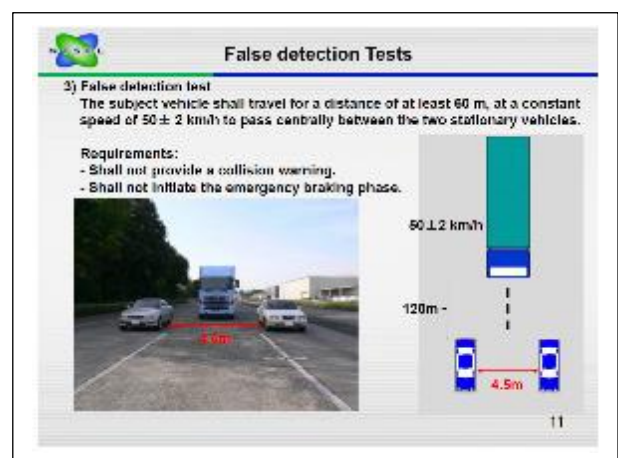 False detection Tests
3) False detection test
The subject vehicle shall travel for a distance of at least 60 m, at a constant
speed of 50± 2 km/h to pass centrally between the two stationary vehicles.
Requirements:
- Shall not provide a collision warning.
- Shall not initiate the emergency braking phase.
50±2 km/h
120m -
4.5m
11